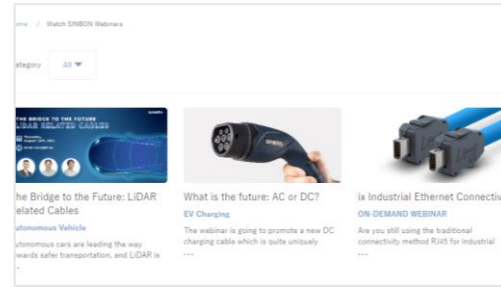 ome / Watch SINBON Webinars
ategory All
THE BRIDGE TO THE FUTURE
LIDAR RELATED CABLES
Thursday,
he Bridge to the Future: LiDAR
elated Cables
utonomous Vehicle
utonomous cars are leading the way
wards safer transportation, and LiDAR is
...
What is the future: AC or DC?
EV Charging
The webinar is going to promote a new DC
charging cable which is quite uniquely
...
ix Industrial Ethernet Connectiv
ON-DEMAND WEBINAR
Are you still using the traditional
connectivity method RJ45 for industrial
...